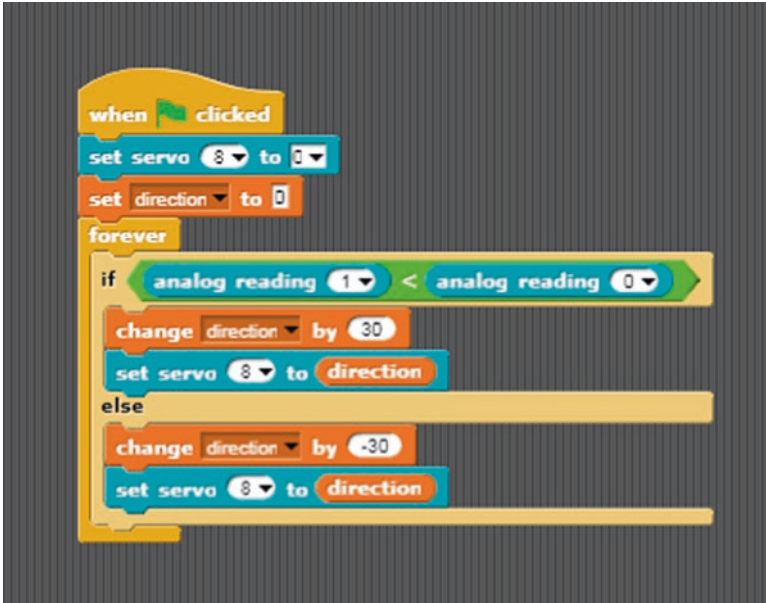 when clicked
set servo 8 to 0
set direction to 0
forever
if analog reading 1 < analog reading 0
change direction by 30
set servo 8 to direction
else
change direction by -30
set servo 8 to direction